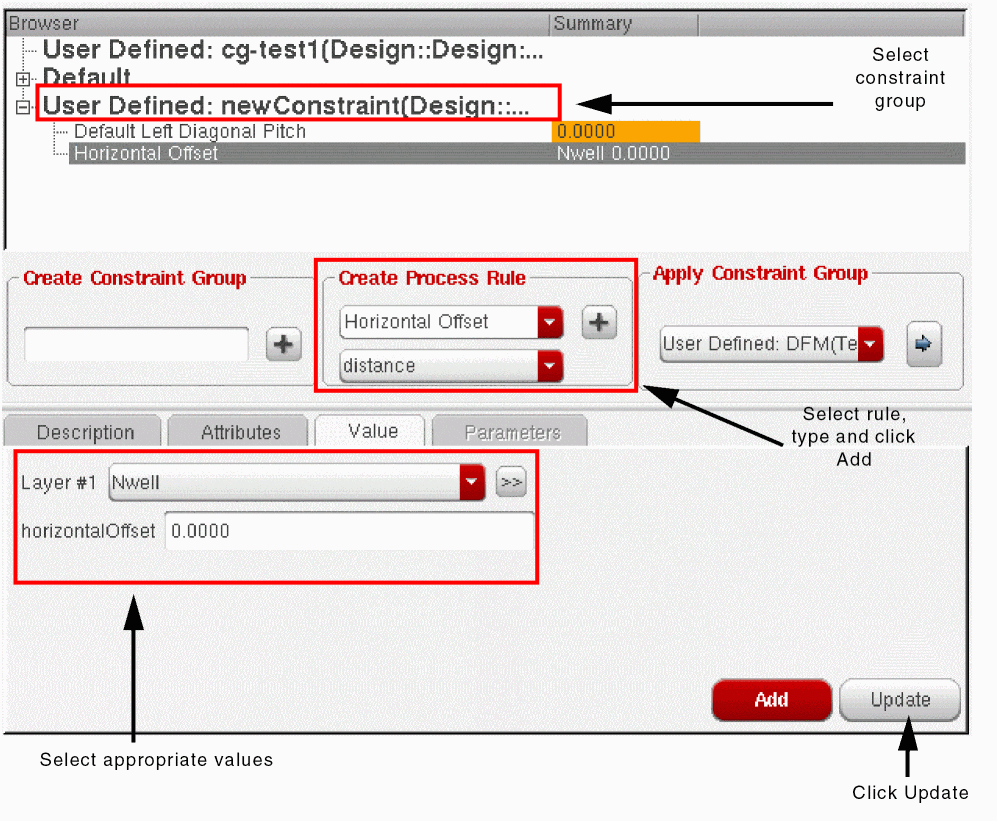 Browser Summary
User Defined: cg-test1(Design::Design:...
Default
User Defined: newConstraint(Design::...
Default Left Diagonal Pitch 0.0000
Horizontal Offset Nwell 0.0000
Select
constraint
group
Create Constraint Group
Create Process Rule
Horizontal Offset
distance
Apply Constraint Group
User Defined: DFM(Te
Select rule,
type and click
Add
Description Attributes Value Parameters
Layer #1 Nwell >>
horizontalOffset 0.0000
Add Update
Select appropriate values
Click Update